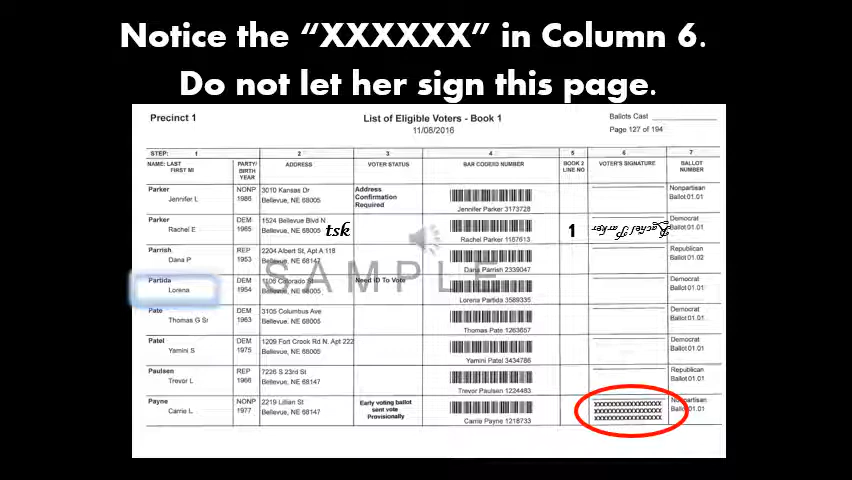 Notice the “XXXXXX” in Column 6.
Do not let her sign this page.
Precinct 1 List of Eligible Voters - Book 1 Ballots Cast
11/08/2016 Page 127 of 194
STEP: 1 2 3 4 5 6 7
NAME: LAST FIRST MI PARTY/ BIRTH YEAR ADDRESS VOTER STATUS BAR CODE/ID NUMBER BOOK 2 LINE NO VOTER'S SIGNATURE BALLOT NUMBER
Parker NONP 3010 Kansas Dr Address Confirmation Required Nonpartisan
Jennifer L 1986 Bellevue, NE 68005 Ballot 01.01
Jennifer Parker 3173728
Parker DEM 1524 Bellevue Blvd N Democrat
Rachel E 1965 Bellevue, NE 68005 tsk 1 Rachel Parker Ballot 01.01
Rachel Parker 1187613
Parrish REP 2204 Albert St, Apt A 118 Republican
Dana P 1953 Bellevue, NE 68147 Ballot 01.02
Dana Parrish 2339047
SAMPLE
Partida DEM 1106 Colorado St Need ID To Vote Democrat
Lorena 1954 Bellevue, NE 68005 Ballot 01.01
Lorena Partida 3589335
Pate DEM 3105 Columbus Ave Democrat
Thomas G Sr 1963 Bellevue, NE 68005 Ballot 01.01
Thomas Pate 1263657
Patel DEM 1209 Fort Crook Rd N, Apt 222 Democrat
Yamini S 1975 Bellevue, NE 68005 Ballot 01.01
Yamini Patel 3434786
Paulsen REP 7226 S 23rd St Republican
Trevor L 1966 Bellevue, NE 68147 Ballot 01.01
Trevor Paulsen 1224483
Payne NONP 2219 Lillian St Early voting ballot sent vote Provisionally XXXXXXXXXXXXXXXXX Nonpartisan
Carrie L 1977 Bellevue, NE 68147 XXXXXXXXXXXXXXXXX Ballot 01.01
Carrie Payne 1218733 XXXXXXXXXXXXXXXXX